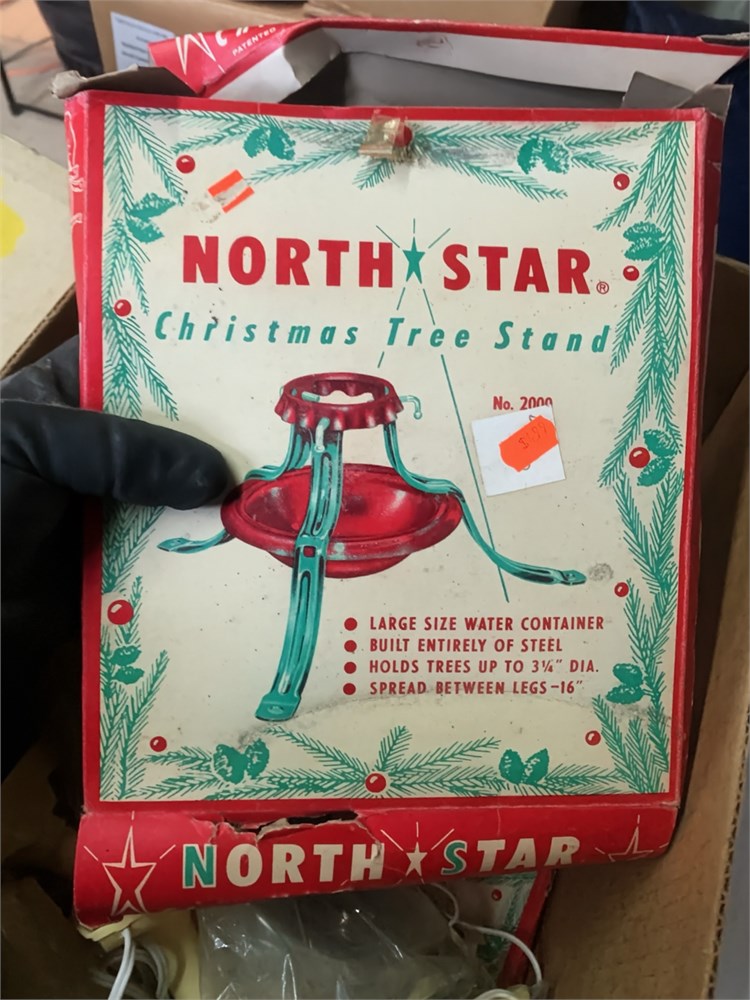 PATENTED
NORTH★STAR®
Christmas Tree Stand
No. 2000
• LARGE SIZE WATER CONTAINER
• BUILT ENTIRELY OF STEEL
• HOLDS TREES UP TO 3¼" DIA.
• SPREAD BETWEEN LEGS-16"
NORTH★STAR